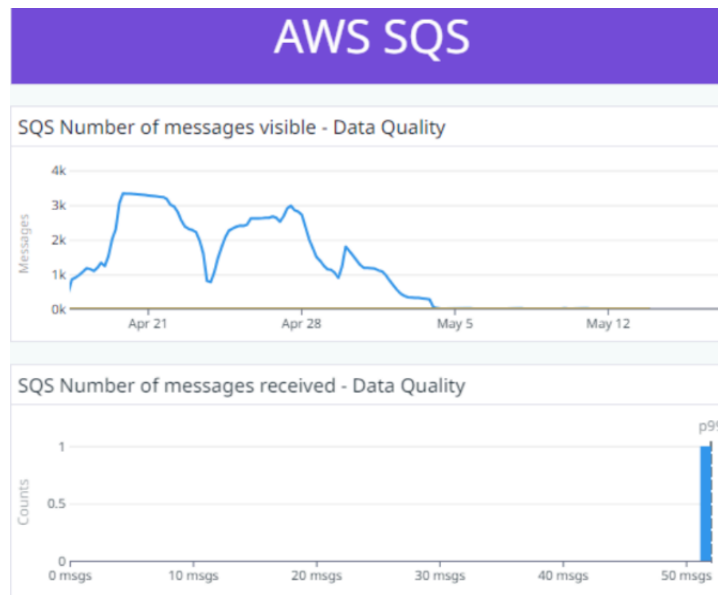 AWS SQS
SQS Number of messages visible - Data Quality
Messages
4k
3k
2k
1k
0k
Apr 21 Apr 28 May 5 May 12
SQS Number of messages received - Data Quality
Counts
1
0.5
0
0 msgs 10 msgs 20 msgs 30 msgs 40 msgs 50 msgs